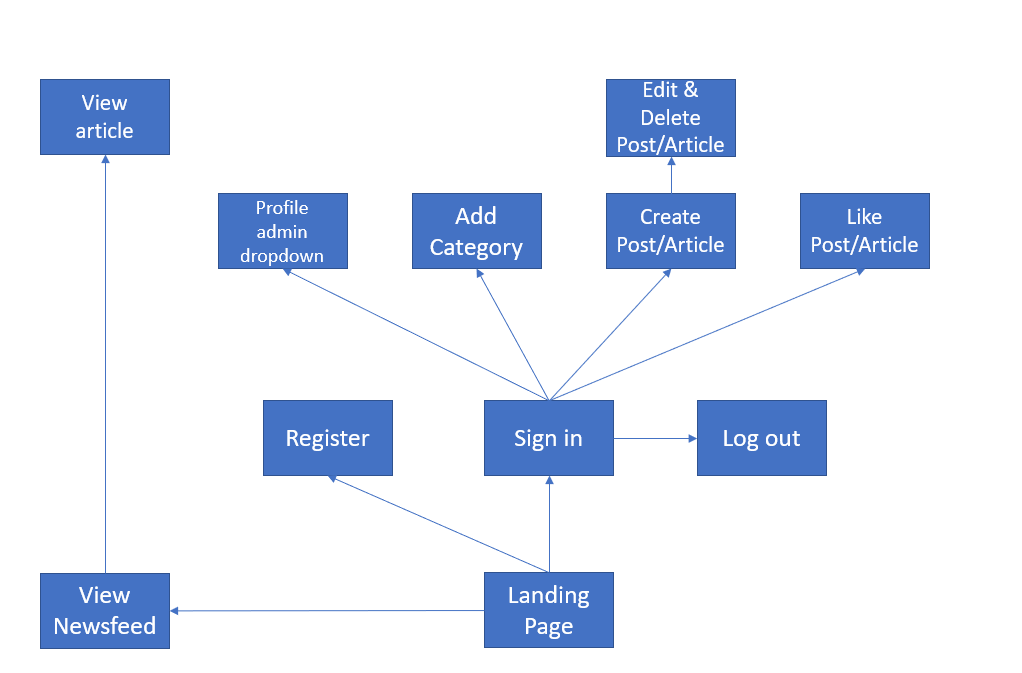 View
article
Edit &
Delete
Post/Article
Profile
admin
dropdown
Add
Category
Create
Post/Article
Like
Post/Article
Register
Sign in
Log out
View
Newsfeed
Landing
Page